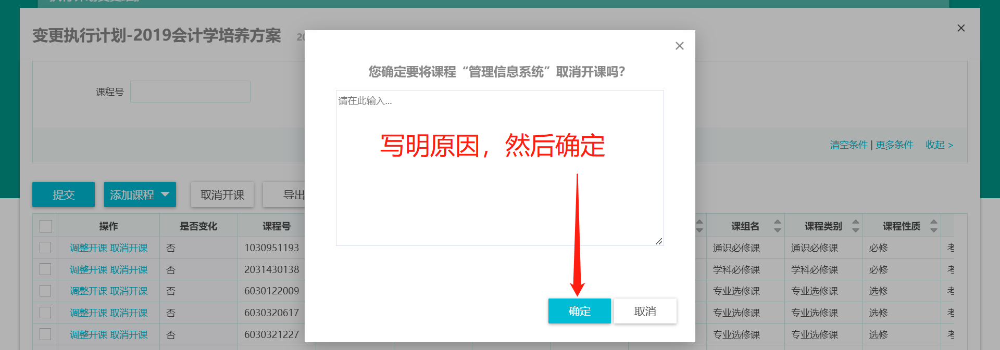 变更执行计划-2019会计学培养方案
您确定要将课程“管理信息系统”取消开课吗？
课程号
请在此输入...
写明原因，然后确定
清空条件 | 更多条件 收起 >
提交 添加课程 取消开课 导出
操作 是否变化 课程号 课组名 课程类别 课程性质
调整开课 取消开课 否 1030951193 通识必修课 通识必修课 必修 考
调整开课 取消开课 否 2031430138 学科必修课 学科必修课 必修 考
调整开课 取消开课 否 6030122009 专业选修课 专业选修课 选修 考
调整开课 取消开课 否 6030320617 专业选修课 专业选修课 选修 考
调整开课 取消开课 否 6030321227 专业选修课 专业选修课 选修 考
确定 取消